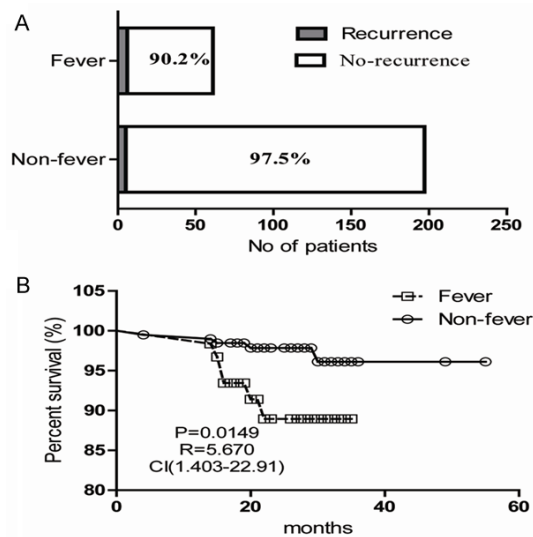 A
Fever
90.2%
Recurrence
No-recurrence
Non-fever
97.5%
0 50 100 150 200 250
No of patients
B
105
100
95
90
85
80
Percent survival (%)
Fever
Non-fever
P=0.0149
R=5.670
CI(1.403-22.91)
0 20 40 60
months